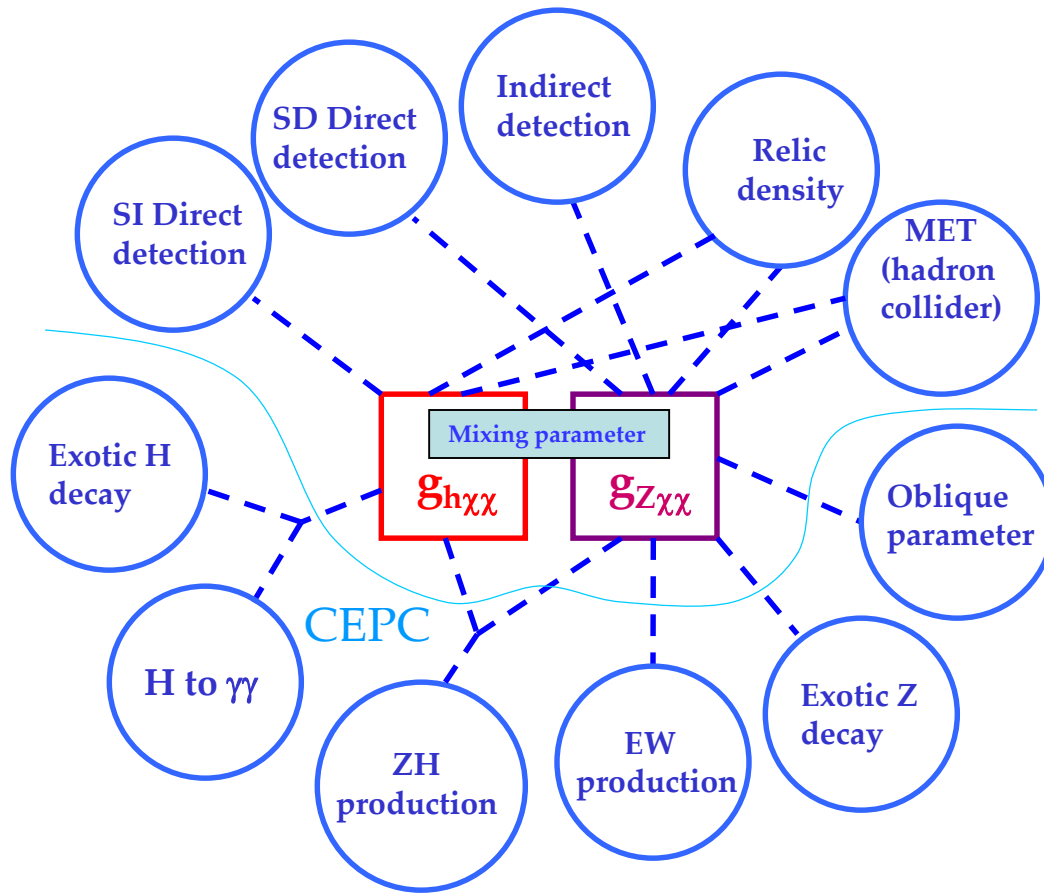 Indirect
detection
SD Direct
detection
Relic
density
SI Direct
detection
MET
(hadron
collider)
Mixing parameter
Exotic H
decay
ghχχ
gZχχ
Oblique
parameter
CEPC
H to γγ
Exotic Z
decay
EW
production
ZH
production